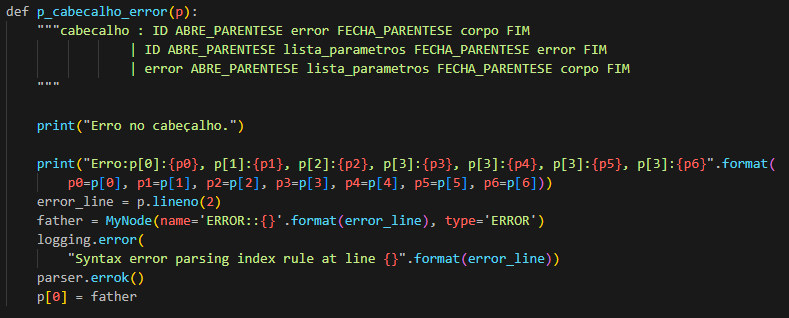 def p_cabecalho_error(p):
    """cabecalho : ID ABRE_PARENTESE error FECHA_PARENTESE corpo FIM
                | ID ABRE_PARENTESE lista_parametros FECHA_PARENTESE error FIM
                | error ABRE_PARENTESE lista_parametros FECHA_PARENTESE corpo FIM
    """
    print("Erro no cabeçalho.")
    print("Erro:p[0]:{p0}, p[1]:{p1}, p[2]:{p2}, p[3]:{p3}, p[3]:{p4}, p[3]:{p5}, p[3]:{p6}".format(
        p0=p[0], p1=p[1], p2=p[2], p3=p[3], p4=p[4], p5=p[5], p6=p[6]))
    error_line = p.lineno(2)
    father = MyNode(name='ERROR::{}'.format(error_line), type='ERROR')
    logging.error(
        "Syntax error parsing index rule at line {}".format(error_line))
    parser.errok()
    p[0] = father